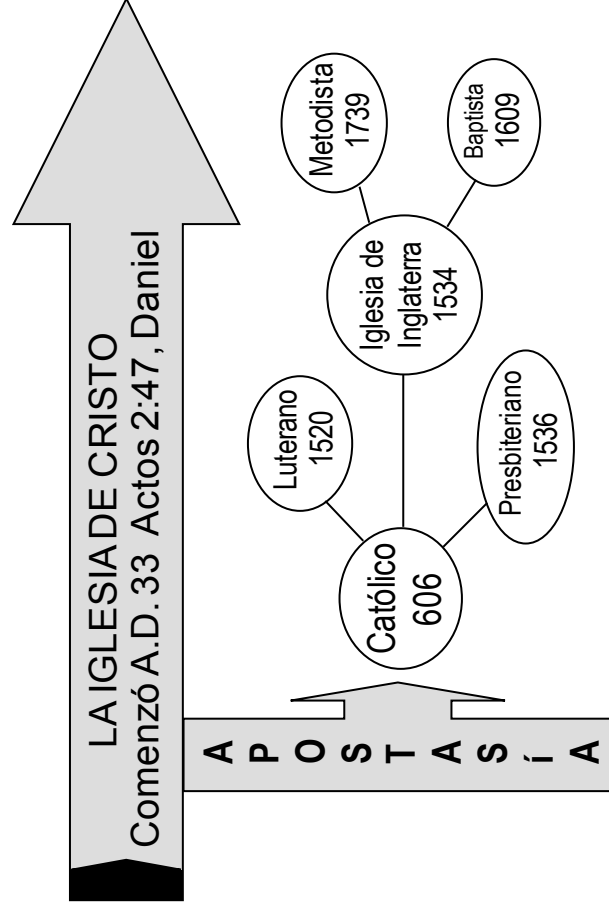 LA IGLESIA DE CRISTO
Comenzó A.D. 33 Actos 2:47, Daniel
A
P
O
S
T
A
S
í
A
Católico
606
Luterano
1520
Presbiteriano
1536
Iglesia de
Inglaterra
1534
Metodista
1739
Baptista
1609